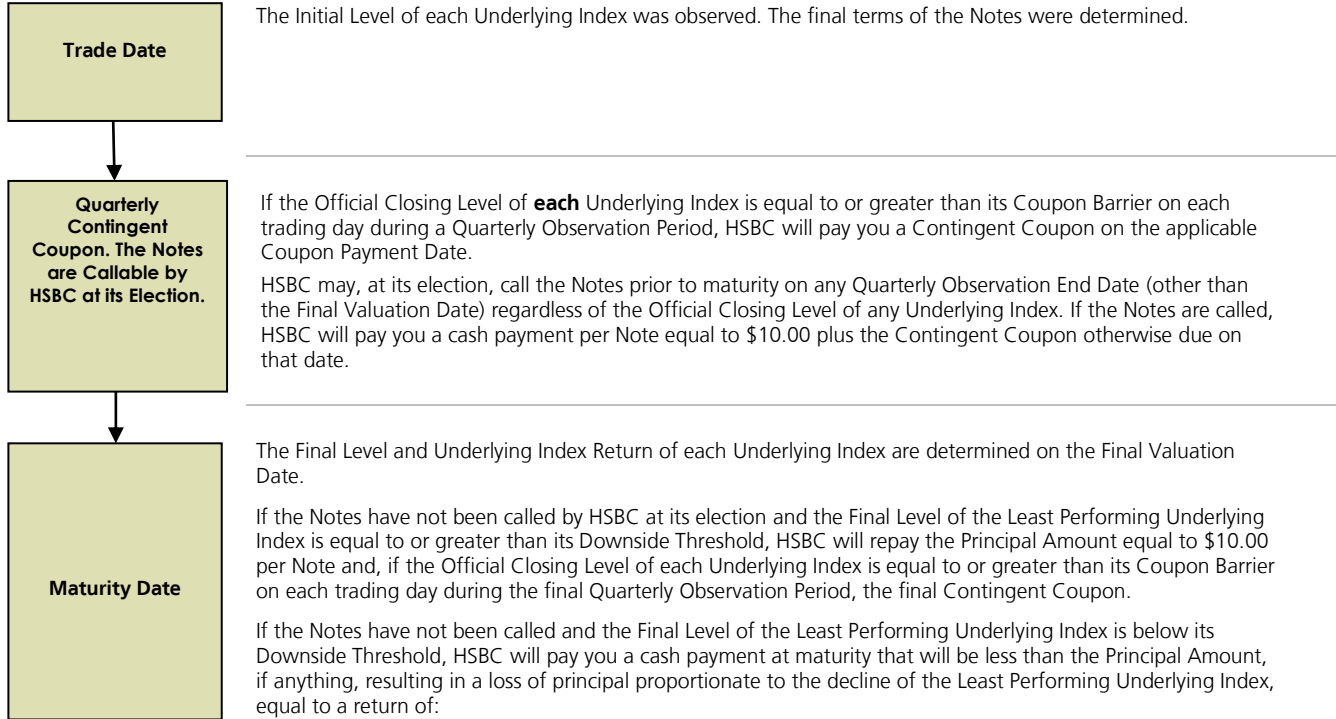 Trade Date
The Initial Level of each Underlying Index was observed. The final terms of the Notes were determined.
Quarterly
Contingent
Coupon. The Notes
are Callable by
HSBC at its Election.
If the Official Closing Level of each Underlying Index is equal to or greater than its Coupon Barrier on each
trading day during a Quarterly Observation Period, HSBC will pay you a Contingent Coupon on the applicable
Coupon Payment Date.
HSBC may, at its election, call the Notes prior to maturity on any Quarterly Observation End Date (other than
the Final Valuation Date) regardless of the Official Closing Level of any Underlying Index. If the Notes are called,
HSBC will pay you a cash payment per Note equal to $10.00 plus the Contingent Coupon otherwise due on
that date.
Maturity Date
The Final Level and Underlying Index Return of each Underlying Index are determined on the Final Valuation
Date.
If the Notes have not been called by HSBC at its election and the Final Level of the Least Performing Underlying
Index is equal to or greater than its Downside Threshold, HSBC will repay the Principal Amount equal to $10.00
per Note and, if the Official Closing Level of each Underlying Index is equal to or greater than its Coupon Barrier
on each trading day during the final Quarterly Observation Period, the final Contingent Coupon.
If the Notes have not been called and the Final Level of the Least Performing Underlying Index is below its
Downside Threshold, HSBC will pay you a cash payment at maturity that will be less than the Principal Amount,
if anything, resulting in a loss of principal proportionate to the decline of the Least Performing Underlying Index,
equal to a return of: